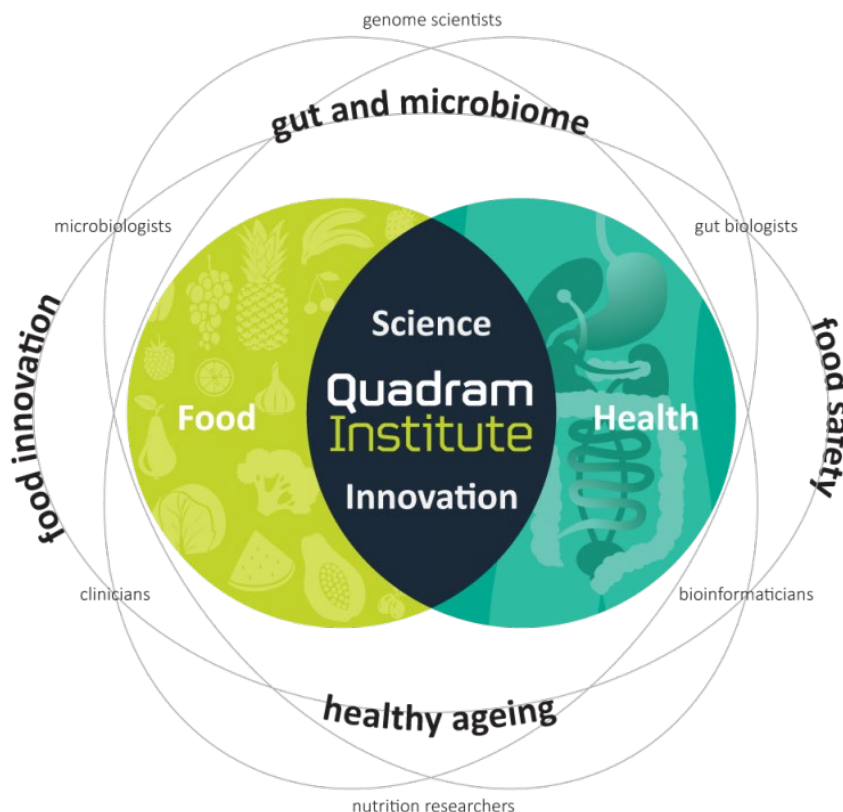 genome scientists
gut and microbiome
microbiologists
gut biologists
food innovation
food safety
Science
Quadram
Institute
Food
Health
Innovation
clinicians
bioinformaticians
healthy ageing
nutrition researchers